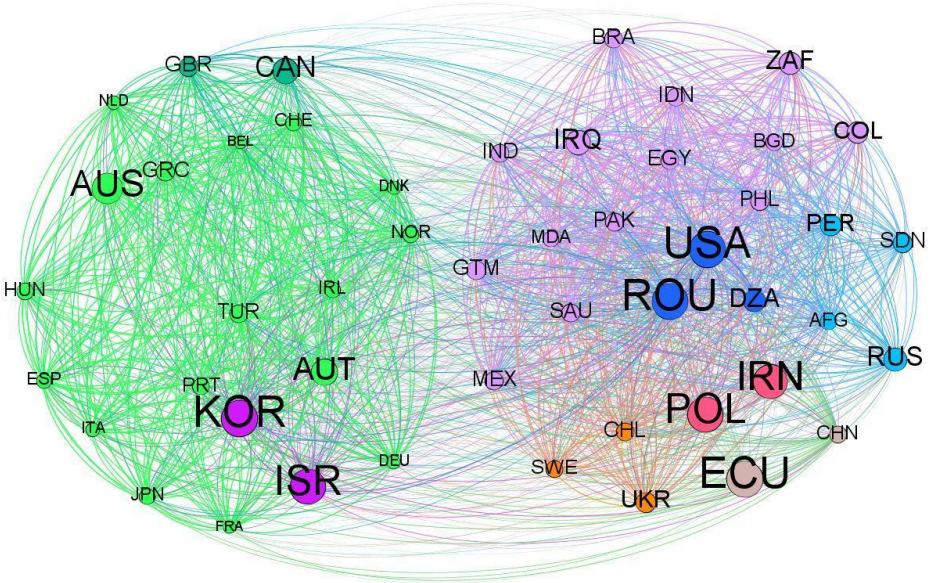 BRA
GBR
CAN
ZAF
NLD
IDN
CHE
BEL
IRQ
BGD
COL
IND
EGY
GRC
AUS
DNK
PHL
PAK
PER
NOR
MDA
USA
SDN
GTM
HUN
IRL
ROU
DZA
TUR
SAU
AFG
RUS
AUT
ESP
PRT
MEX
IRN
KOR
POL
ITA
CHL
CHN
DEU
SWE
ECU
ISR
JPN
UKR
FRA